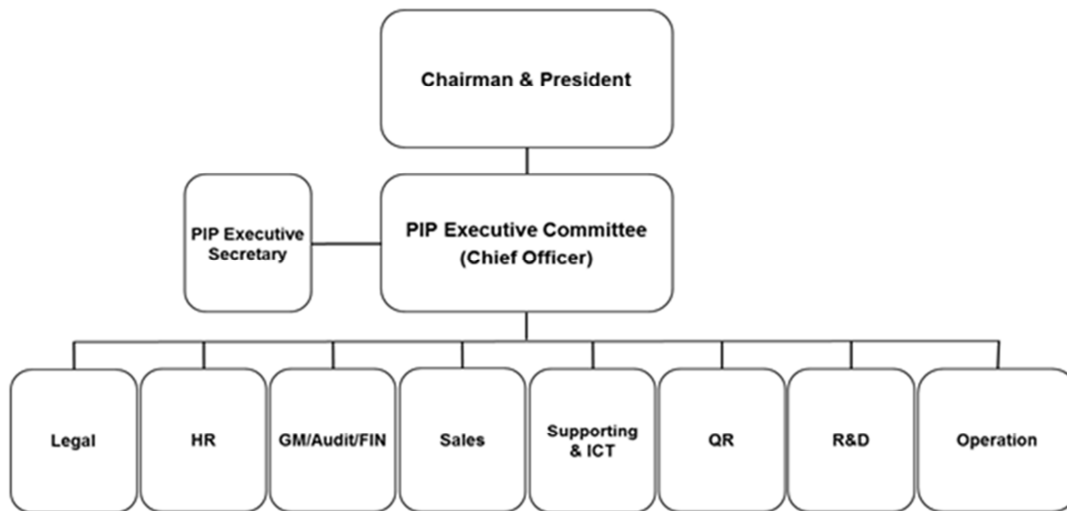 Chairman & President
PIP Executive
Secretary
PIP Executive Committee
(Chief Officer)
Legal
HR
GM/Audit/FIN
Sales
Supporting
& ICT
QR
R&D
Operation